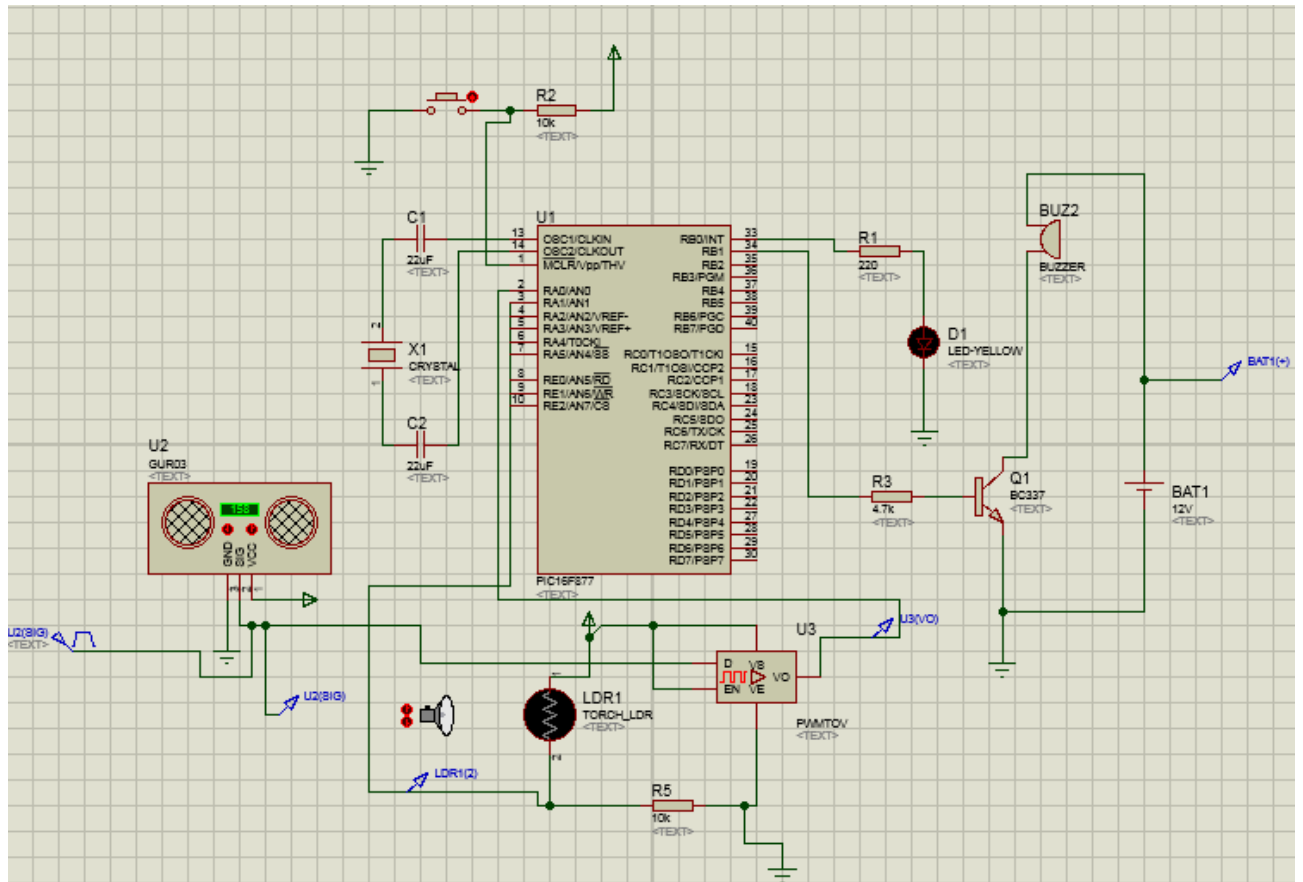 R2
10k
<TEXT>
C1
22uF
<TEXT>
2
X1
CRYSTAL
<TEXT>
1
C2
22uF
<TEXT>
U1
13
OSC1/CLKIN
14
OSC2/CLKOUT
1
MCLR/Vpp/THV
2
RA0/AN0
3
RA1/AN1
4
RA2/AN2/VREF-
5
RA3/AN3/VREF+
6
RA4/T0CKI
7
RA5/AN4/SS
8
RE0/AN5/RD
9
RE1/AN6/WR
10
RE2/AN7/CS
RB0/INT
33
RB1
34
RB2
35
RB3/PGM
36
RB4
37
RB5
38
RB6/PGC
39
RB7/PGD
40
RC0/T1OSO/T1CKI
15
RC1/T1OSI/CCP2
16
RC2/CCP1
17
RC3/SCK/SCL
18
RC4/SDI/SDA
23
RC5/SDO
24
RC6/TX/CK
25
RC7/RX/DT
26
RD0/PSP0
19
RD1/PSP1
20
RD2/PSP2
21
RD3/PSP3
22
RD4/PSP4
27
RD5/PSP5
28
RD6/PSP6
29
RD7/PSP7
30
PIC16F877
<TEXT>
R1
220
<TEXT>
D1
LED-YELLOW
<TEXT>
BUZ2
BUZZER
<TEXT>
BAT1(+)
R3
4.7k
<TEXT>
Q1
BC337
<TEXT>
BAT1
12V
<TEXT>
U2
GUR03
<TEXT>
158
GND
SIG
VCC
3
2
1
U2(SIG)
<TEXT>
U2(SIG)
LDR1(2)
1
LDR1
TORCH_LDR
<TEXT>
2
R5
10k
<TEXT>
U3(VO)
U3
D
VS
VO
EN
VE
PWMTOV
<TEXT>